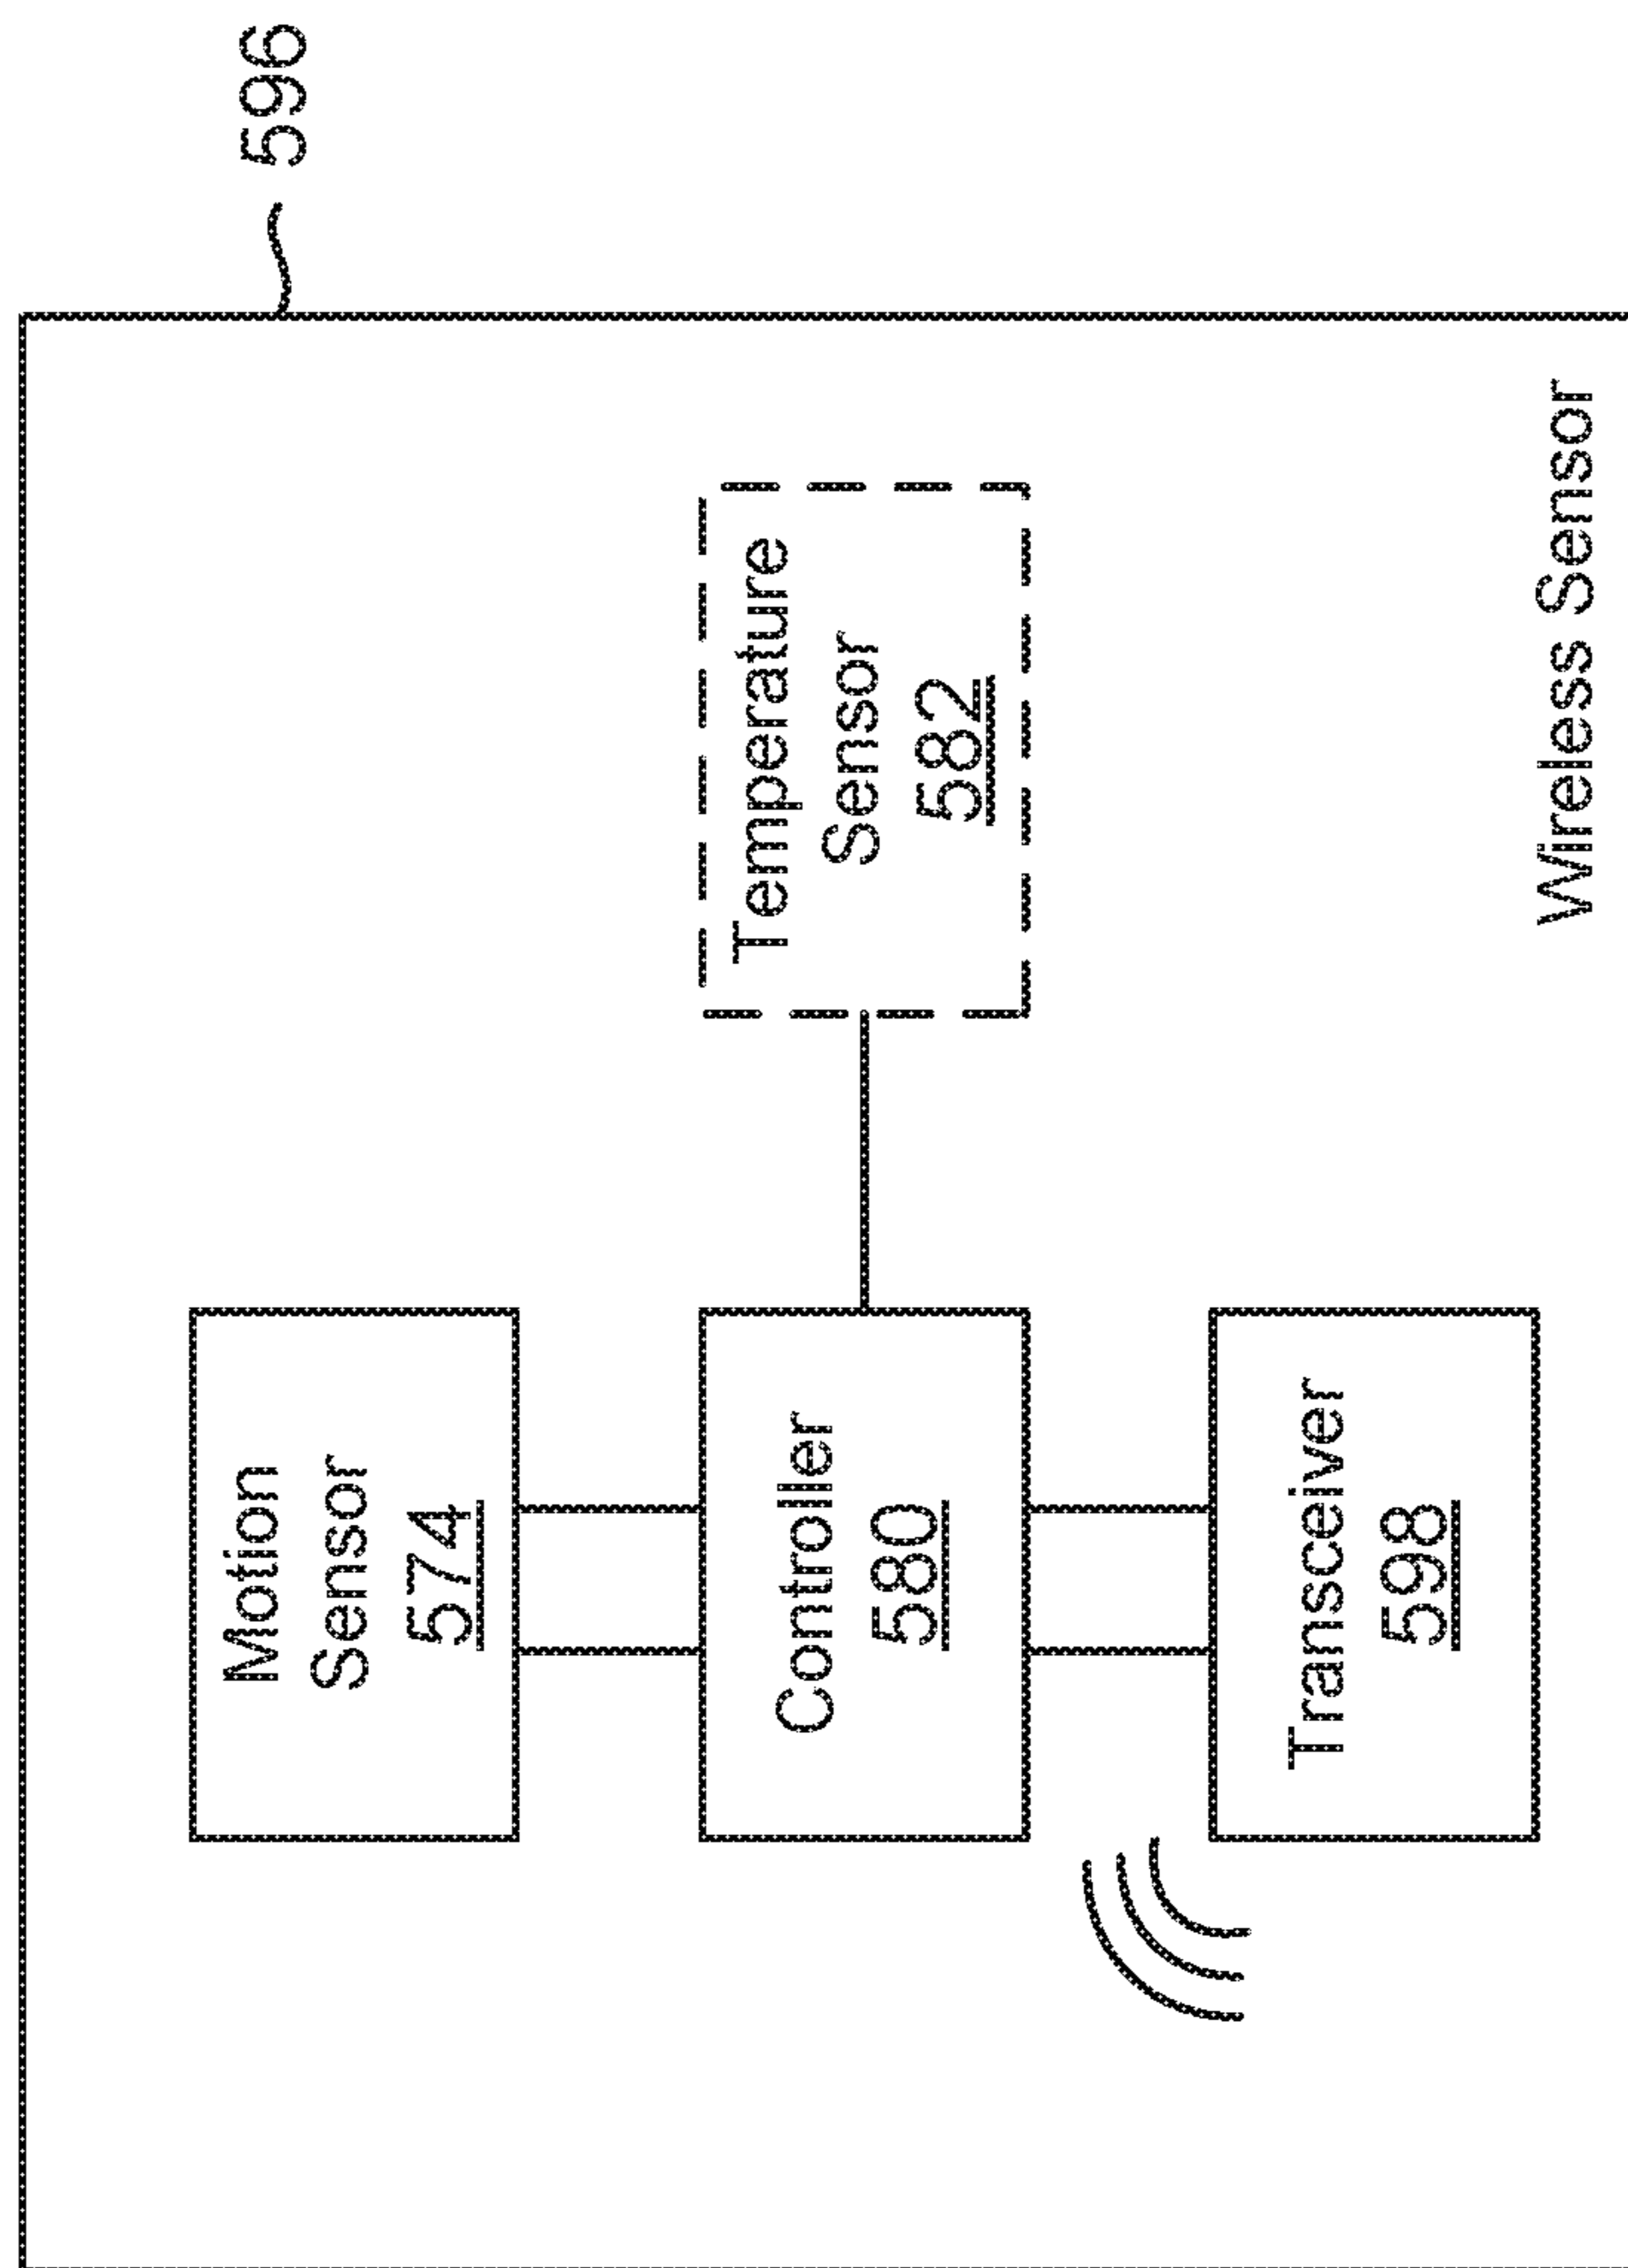 596
Motion
Sensor
574
Controller
580
Temperature
Sensor
582
Transceiver
598
Wireless Sensor